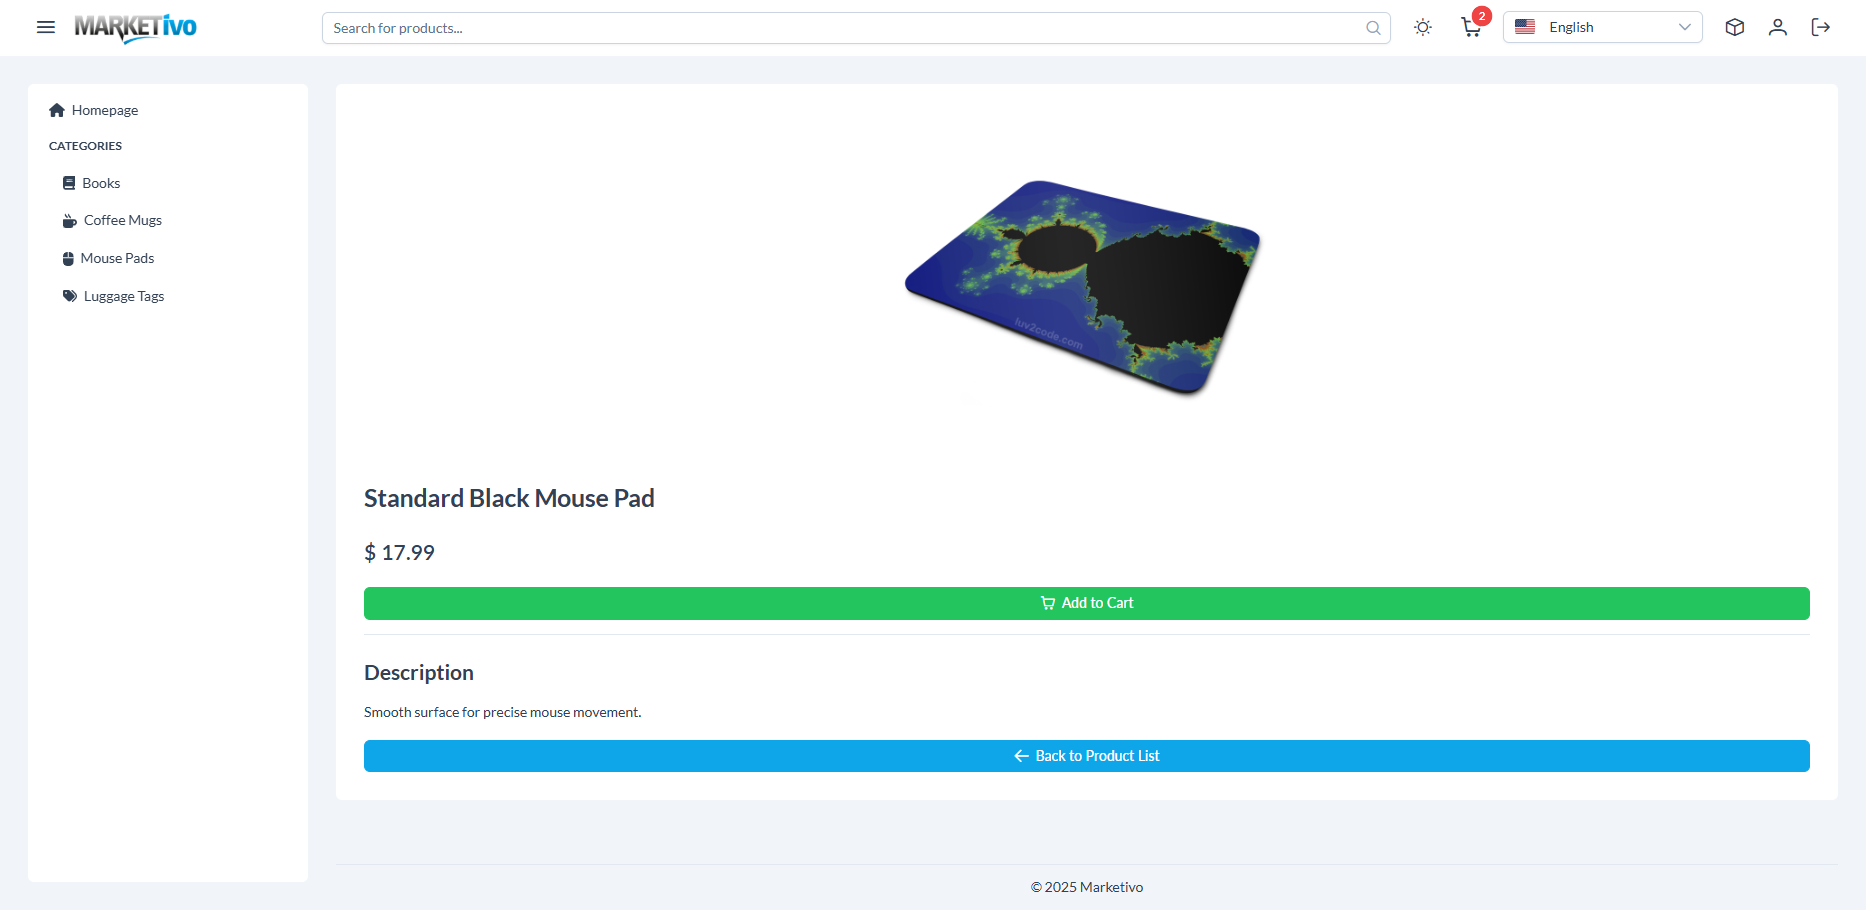 MARKETivo
Search for products...
2
English
Homepage
CATEGORIES
Books
Coffee Mugs
Mouse Pads
Luggage Tags
luv2code.com
Standard Black Mouse Pad
$ 17.99
Add to Cart
Description
Smooth surface for precise mouse movement.
Back to Product List
© 2025 Marketivo